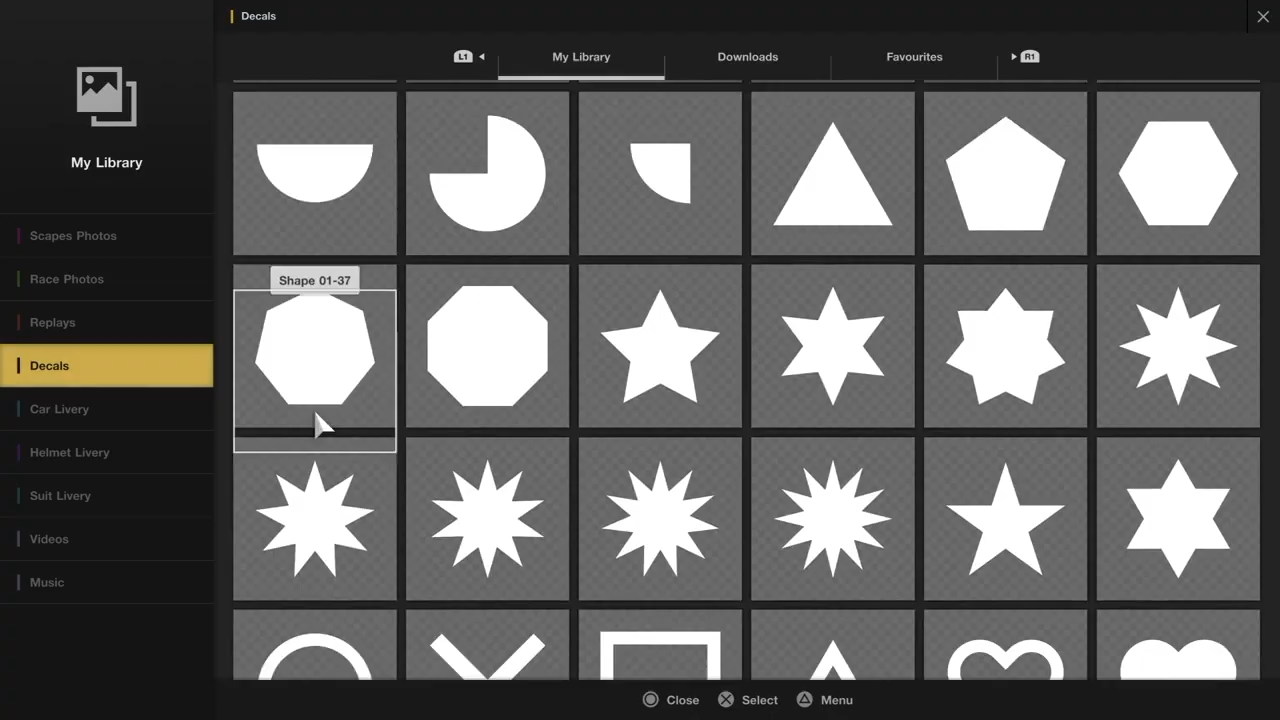 Decals
L1
My Library
Downloads
Favourites
R1
My Library
Scapes Photos
Race Photos
Replays
Decals
Car Livery
Helmet Livery
Suit Livery
Videos
Music
Shape 01-37
Close
Select
Menu